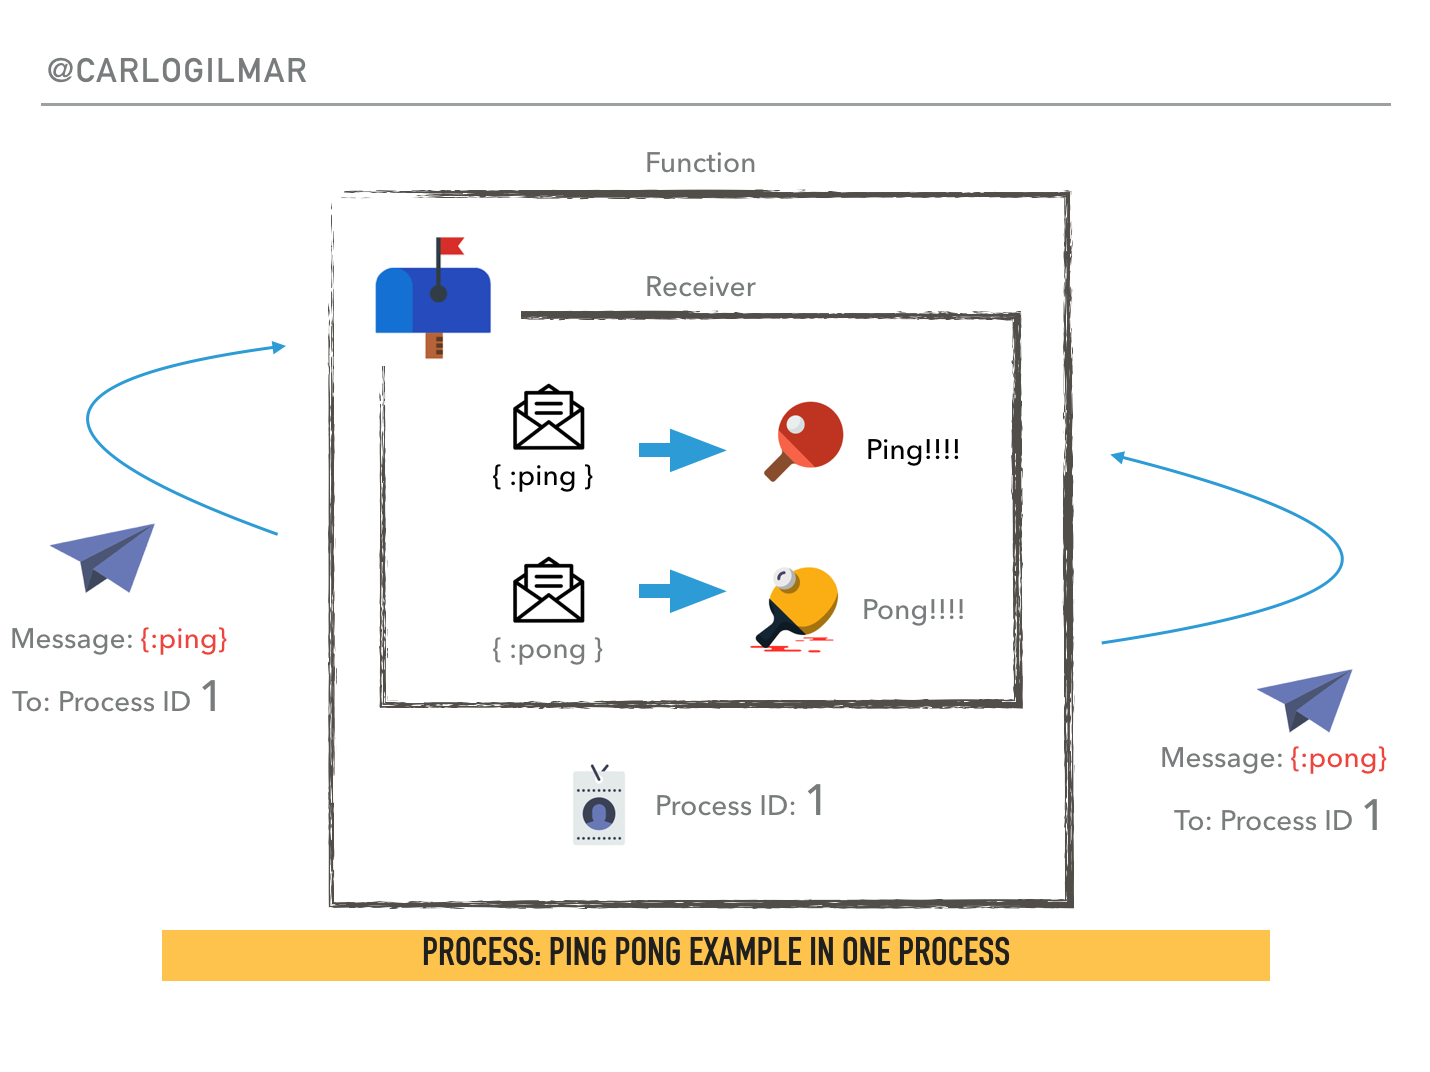 @CARLOGILMAR
Function
Receiver
{ :ping }
Ping!!!!
{ :pong }
Pong!!!!
Message: {:ping}
To: Process ID 1
Process ID: 1
Message: {:pong}
To: Process ID 1
PROCESS: PING PONG EXAMPLE IN ONE PROCESS